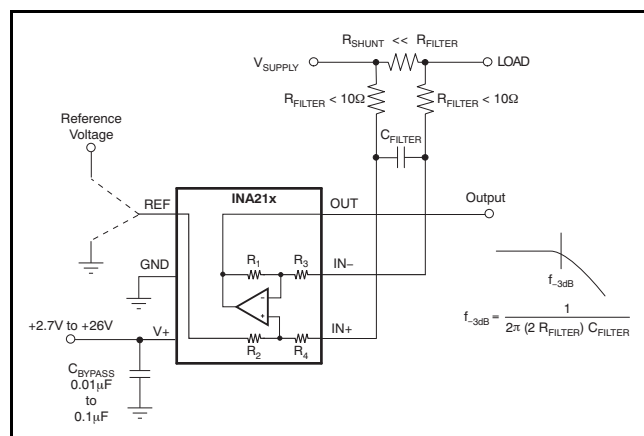 R_SHUNT << R_FILTER
V_SUPPLY
LOAD
R_FILTER < 10Ω
R_FILTER < 10Ω
C_FILTER
Reference
Voltage
REF
INA21x
OUT
Output
GND
R_1
R_3
IN-
f_–3dB
+2.7V to +26V
V+
R_2
R_4
IN+
f_–3dB = 1 / 2π (2 R_FILTER) C_FILTER
C_BYPASS
0.01μF
to
0.1μF
-
+